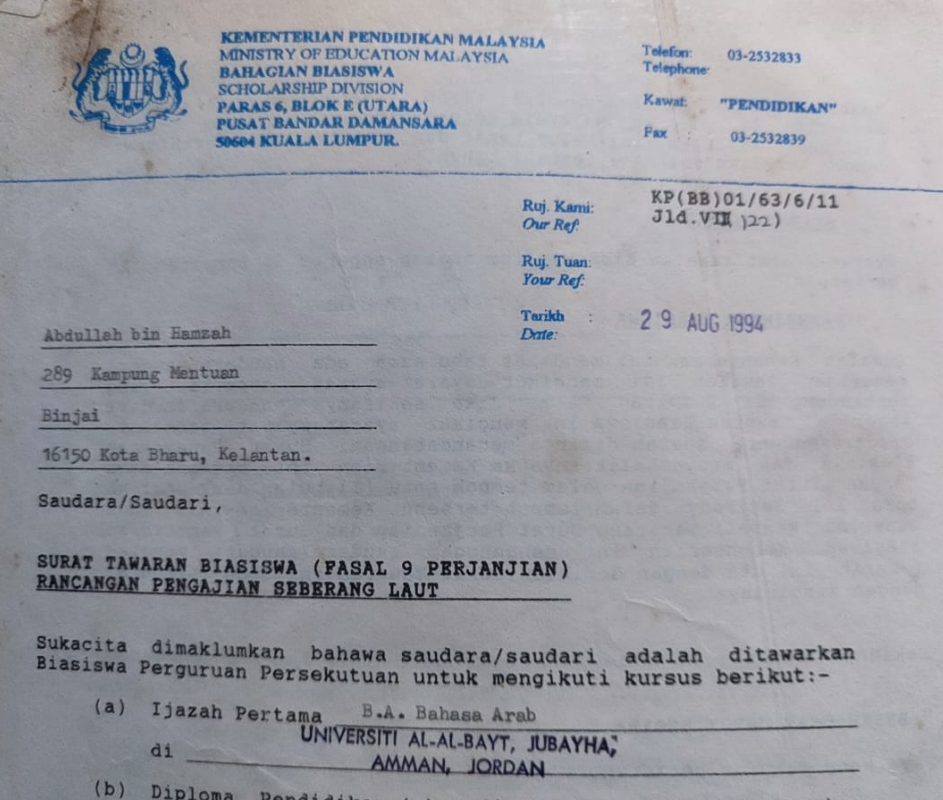 KEMENTERIAN PENDIDIKAN MALAYSIA
MINISTRY OF EDUCATION MALAYSIA
BAHAGIAN BIASISWA
SCHOLARSHIP DIVISION
PARAS 6, BLOK E (UTARA)
PUSAT BANDAR DAMANSARA
50604 KUALA LUMPUR.
Telefon: 03-2532833
Telephone:
Kawat: "PENDIDIKAN"
Fax : 03-2532839
Ruj. Kami: KP(BB)01/63/6/11
Our Ref: Jld.VII 122)
Ruj. Tuan:
Your Ref:
Tarikh : 29 AUG 1994
Date:
Abdullah bin Hamzah
289 Kampung Mentuan
Binjai
16150 Kota Bharu, Kelantan.
Saudara/Saudari,
SURAT TAWARAN BIASISWA (FASAL 9 PERJANJIAN)
RANCANGAN PENGAJIAN SEBERANG LAUT
Sukacita dimaklumkan bahawa saudara/saudari adalah ditawarkan
Biasiswa Perguruan Persekutuan untuk mengikuti kursus berikut:-
(a) Ijazah Pertama B.A. Bahasa Arab
UNIVERSITI AL-AL-BAYT, JUBAYHA,
di AMMAN, JORDAN
(b) Diploma